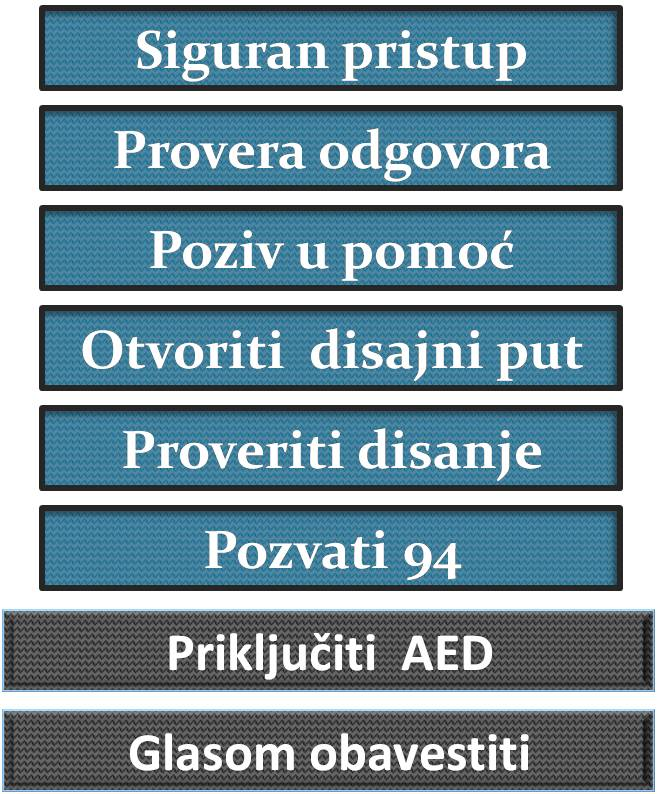 Siguran pristup
Provera odgovora
Poziv u pomoć
Otvoriti  disajni put
Proveriti disanje
Pozvati 94
Priključiti  AED
Glasom obavestiti